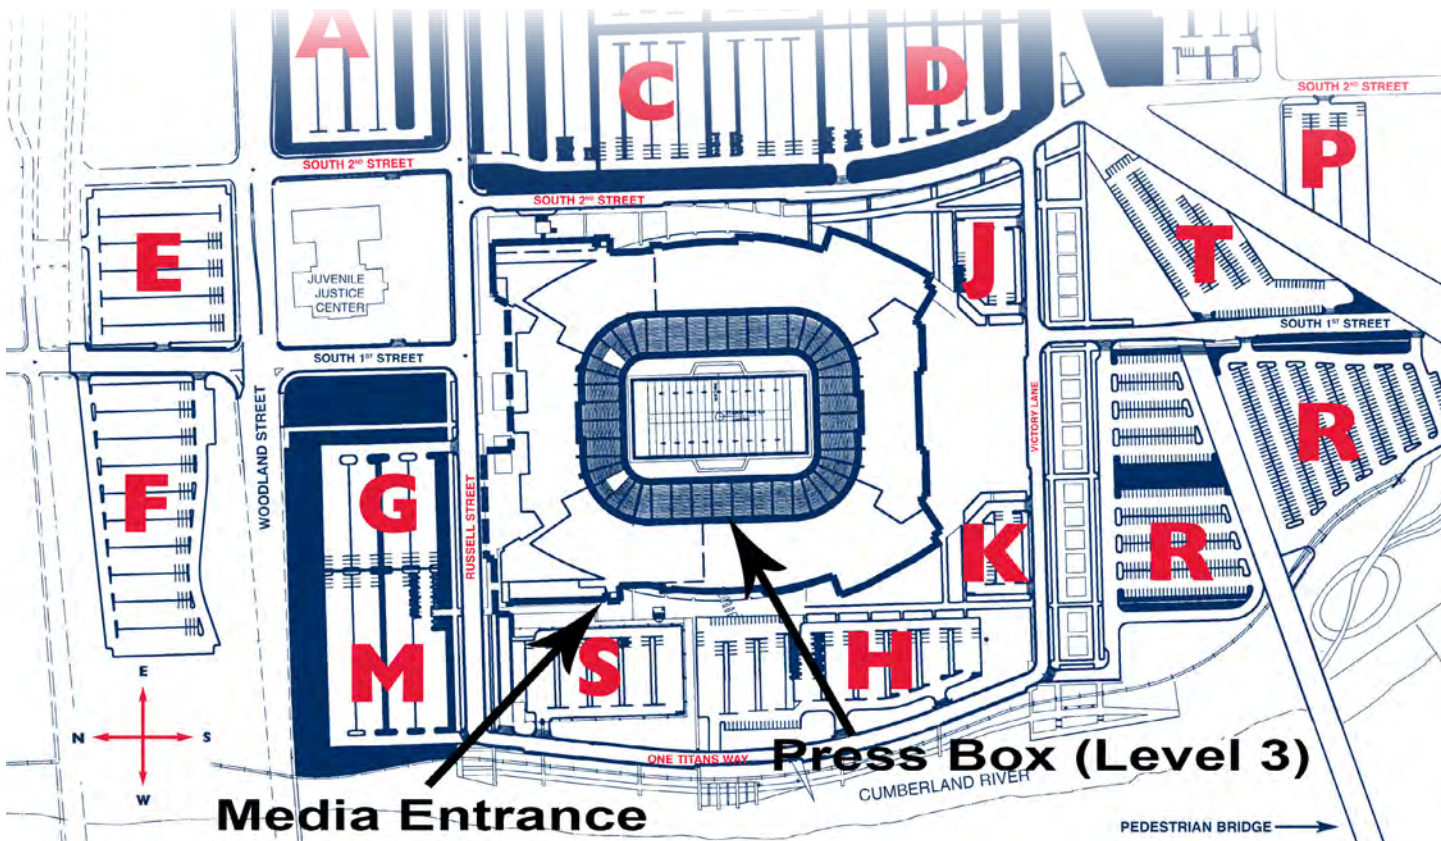 A
C
D
SOUTH 2ND STREET
P
SOUTH 2ND STREET
SOUTH 2ND STREET
E
JUVENILE
JUSTICE
CENTER
J
T
SOUTH 1ST STREET
SOUTH 1ST STREET
WOODLAND STREET
VICTORY LANE
R
F
G
RUSSELL STREET
K
R
M
S
H
E
N
S
W
ONE TITANS WAY
Press Box (Level 3)
CUMBERLAND RIVER
Media Entrance
PEDESTRIAN BRIDGE